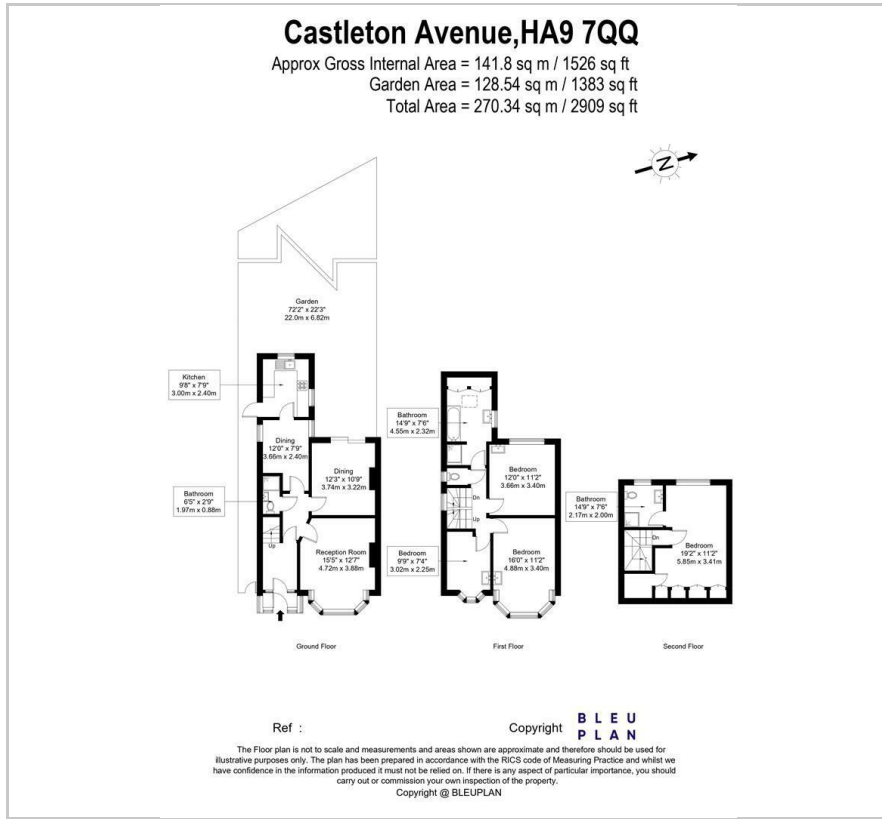 Castleton Avenue,HA9 7QQ
Approx Gross Internal Area = 141.8 sq m / 1526 sq ft
Garden Area = 128.54 sq m / 1383 sq ft
Total Area = 270.34 sq m / 2909 sq ft
N
Garden
72'2" x 22'3"
22.0m x 6.82m
Kitchen
9'8" x 7'9"
3.00m x 2.40m
Dining
12'0" x 7'9"
3.66m x 2.40m
Dining
12'3" x 10'9"
3.74m x 3.22m
Bathroom
6'5" x 2'9"
1.97m x 0.88m
Up
Reception Room
15'5" x 12'7"
4.72m x 3.88m
Ground Floor
Bathroom
14'9" x 7'6"
4.55m x 2.32m
Bedroom
12'0" x 11'2"
3.66m x 3.40m
Dn
Up
Bedroom
9'9" x 7'4"
3.02m x 2.25m
Bedroom
16'0" x 11'2"
4.88m x 3.40m
First Floor
Bathroom
14'9" x 7'6"
2.17m x 2.00m
Dn
Bedroom
19'2" x 11'2"
5.85m x 3.41m
Second Floor
Ref :
Copyright
BLEU
PLAN
The Floor plan is not to scale and measurements and areas shown are approximate and therefore should be used for
illustrative purposes only. The plan has been prepared in accordance with the RICS code of Measuring Practice and whilst we
have confidence in the information produced it must not be relied on. If there is any aspect of particular importance, you should
carry out or commission your own inspection of the property.
Copyright @ BLEUPLAN